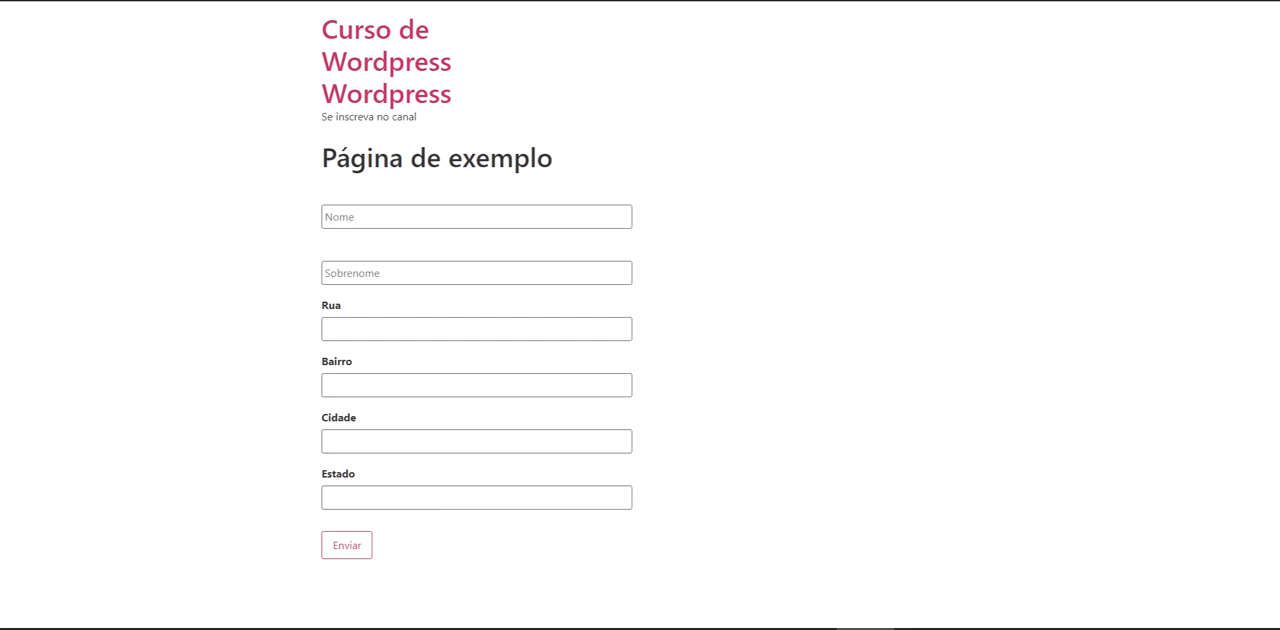 Curso de
Wordpress
Wordpress
Se inscreva no canal
Página de exemplo
Nome
Sobrenome
Rua
Bairro
Cidade
Estado
Enviar